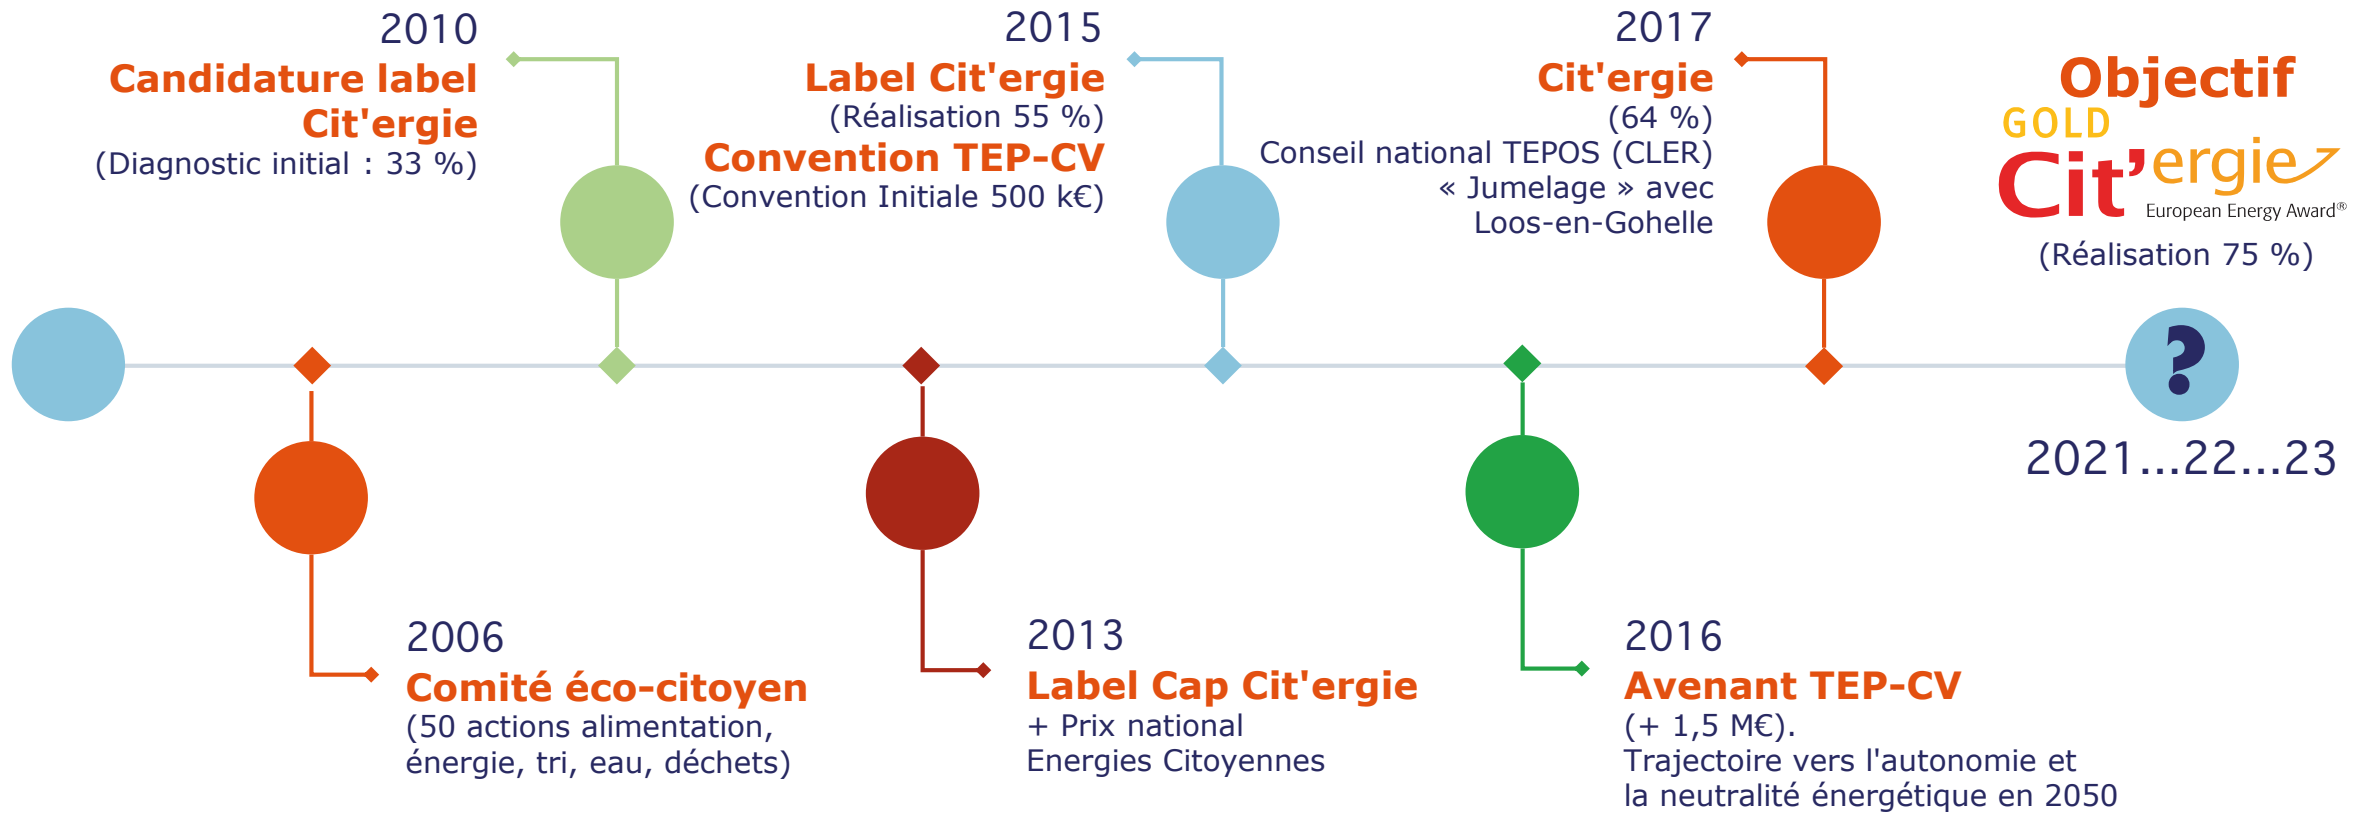 2010
Candidature label
Cit'ergie
(Diagnostic initial : 33 %)
2015
Label Cit'ergie
(Réalisation 55 %)
Convention TEP-CV
(Convention Initiale 500 k€)
2017
Cit'ergie
(64 %)
Conseil national TEPOS (CLER)
« Jumelage » avec
Loos-en-Gohelle
Objectif
GOLD
Cit'ergie
European Energy Award®
(Réalisation 75 %)
?
2021...22...23
2006
Comité éco-citoyen
(50 actions alimentation,
énergie, tri, eau, déchets)
2013
Label Cap Cit'ergie
+ Prix national
Energies Citoyennes
2016
Avenant TEP-CV
(+ 1,5 M€).
Trajectoire vers l'autonomie et
la neutralité énergétique en 2050